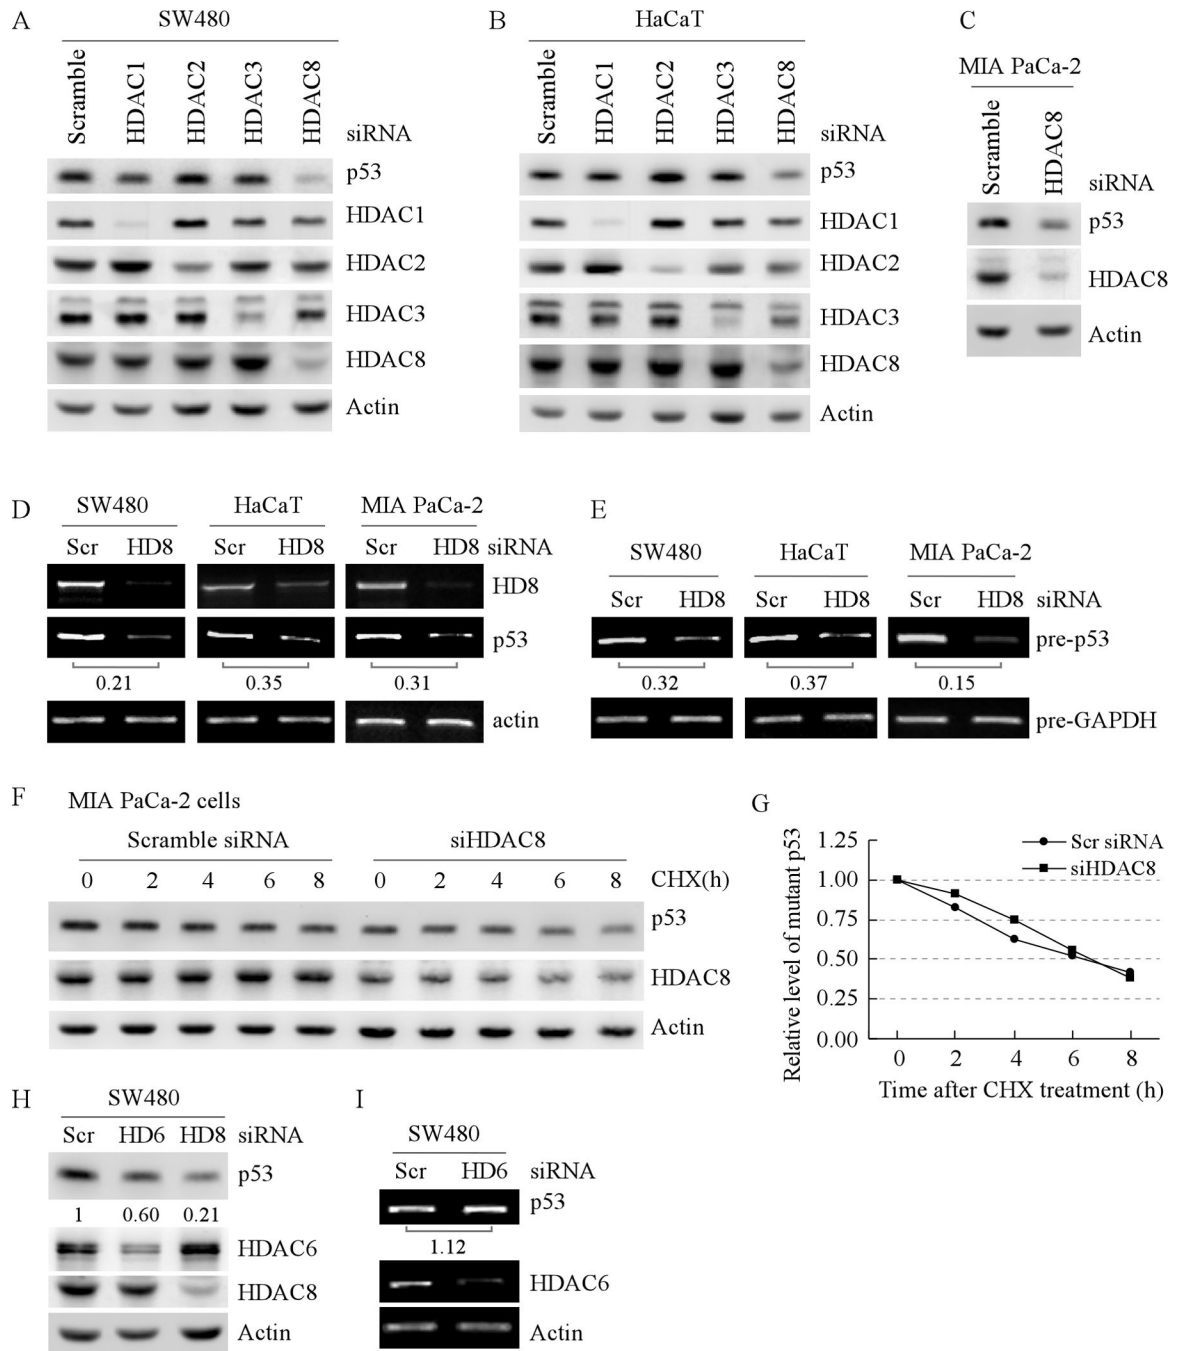 A
SW480
Scramble
HDAC1
HDAC2
HDAC3
HDAC8
siRNA
p53
HDAC1
HDAC2
HDAC3
HDAC8
Actin
B
HaCaT
Scramble
HDAC1
HDAC2
HDAC3
HDAC8
siRNA
p53
HDAC1
HDAC2
HDAC3
HDAC8
Actin
C
MIA PaCa-2
Scramble
HDAC8
siRNA
p53
HDAC8
Actin
D
SW480 HaCaT MIA PaCa-2
Scr HD8 Scr HD8 Scr HD8 siRNA
HD8
p53
0.21 0.35 0.31
actin
E
SW480 HaCaT MIA PaCa-2
Scr HD8 Scr HD8 Scr HD8 siRNA
pre-p53
0.32 0.37 0.15
pre-GAPDH
F
MIA PaCa-2 cells
Scramble siRNA siHDAC8
0 2 4 6 8 0 2 4 6 8 CHX(h)
p53
HDAC8
Actin
G
Relative level of mutant p53
1.25
1.00
0.75
0.50
0.25
0.00
Scr siRNA
siHDAC8
0 2 4 6 8
Time after CHX treatment (h)
H
SW480
Scr HD6 HD8 siRNA
p53
1 0.60 0.21
HDAC6
HDAC8
Actin
I
SW480
Scr HD6 siRNA
p53
1.12
HDAC6
Actin